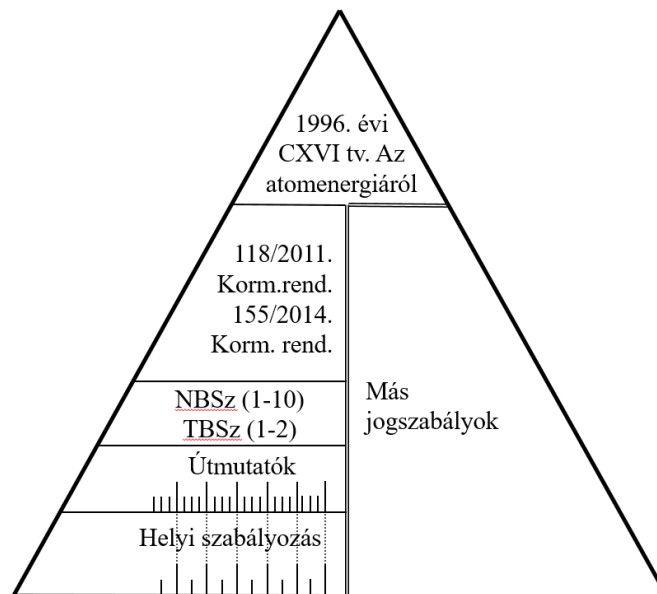 1996. évi
CXVI tv. Az
atomenergiáról
118/2011.
Korm.rend.
155/2014.
Korm. rend.
NBSz (1-10)
TBSz (1-2)
Más
jogszabályok
Útmutatók
Helyi szabályozás